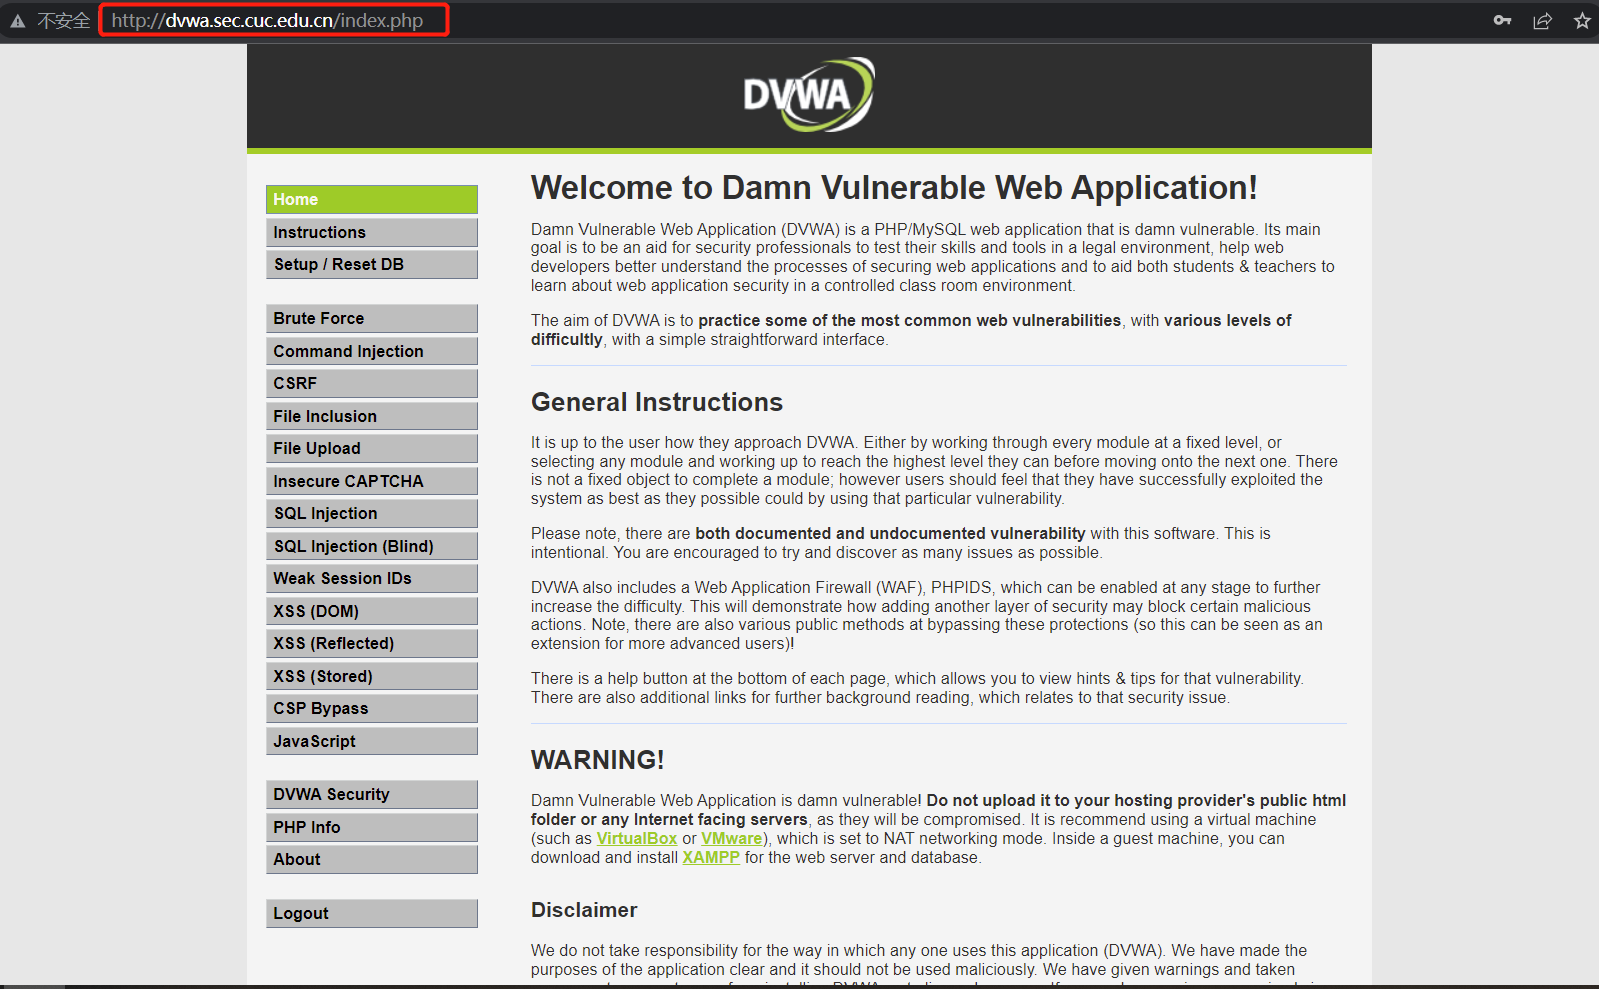 不安全 http://dvwa.sec.cuc.edu.cn/index.php
DVWA
Home
Instructions
Setup / Reset DB
Brute Force
Command Injection
CSRF
File Inclusion
File Upload
Insecure CAPTCHA
SQL Injection
SQL Injection (Blind)
Weak Session IDs
XSS (DOM)
XSS (Reflected)
XSS (Stored)
CSP Bypass
JavaScript
DVWA Security
PHP Info
About
Logout
Welcome to Damn Vulnerable Web Application!
Damn Vulnerable Web Application (DVWA) is a PHP/MySQL web application that is damn vulnerable. Its main
goal is to be an aid for security professionals to test their skills and tools in a legal environment, help web
developers better understand the processes of securing web applications and to aid both students & teachers to
learn about web application security in a controlled class room environment.
The aim of DVWA is to practice some of the most common web vulnerabilities, with various levels of
difficultly, with a simple straightforward interface.
General Instructions
It is up to the user how they approach DVWA. Either by working through every module at a fixed level, or
selecting any module and working up to reach the highest level they can before moving onto the next one. There
is not a fixed object to complete a module; however users should feel that they have successfully exploited the
system as best as they possible could by using that particular vulnerability.
Please note, there are both documented and undocumented vulnerability with this software. This is
intentional. You are encouraged to try and discover as many issues as possible.
DVWA also includes a Web Application Firewall (WAF), PHPIDS, which can be enabled at any stage to further
increase the difficulty. This will demonstrate how adding another layer of security may block certain malicious
actions. Note, there are also various public methods at bypassing these protections (so this can be seen as an
extension for more advanced users)!
There is a help button at the bottom of each page, which allows you to view hints & tips for that vulnerability.
There are also additional links for further background reading, which relates to that security issue.
WARNING!
Damn Vulnerable Web Application is damn vulnerable! Do not upload it to your hosting provider's public html
folder or any Internet facing servers, as they will be compromised. It is recommend using a virtual machine
(such as VirtualBox or VMware), which is set to NAT networking mode. Inside a guest machine, you can
download and install XAMPP for the web server and database.
Disclaimer
We do not take responsibility for the way in which any one uses this application (DVWA). We have made the
purposes of the application clear and it should not be used maliciously. We have given warnings and taken